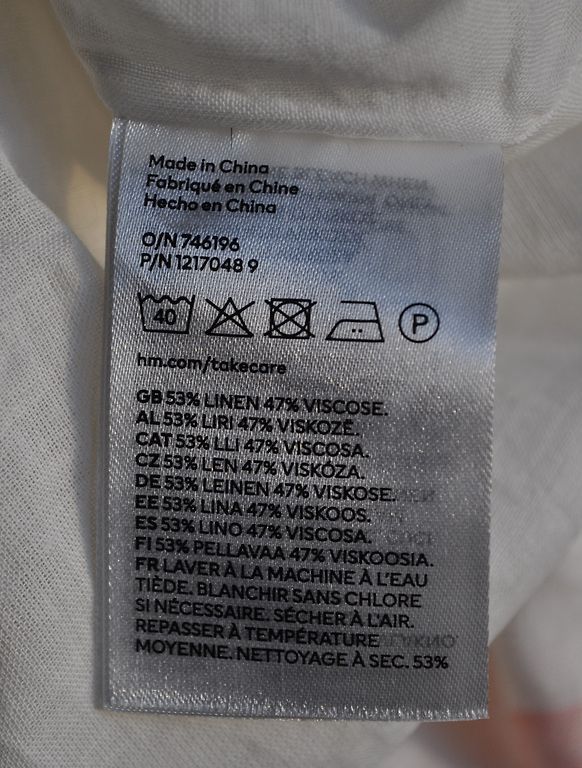 Made in China
Fabriqué en Chine
Hecho en China
O/N 746196
P/N 1217048 9
40 P
hm.com/takecare
GB 53% LINEN 47% VISCOSE.
AL 53% LIRI 47% VISKOZË.
CAT 53% LLI 47% VISCOSA.
CZ 53% LEN 47% VISKÓZA.
DE 53% LEINEN 47% VISKOSE.
EE 53% LINA 47% VISKOOS.
ES 53% LINO 47% VISCOSA.
FI 53% PELLAVAA 47% VISKOOSIA.
FR LAVER À LA MACHINE À L'EAU
TIÈDE. BLANCHIR SANS CHLORE
SI NÉCESSAIRE. SÉCHER À L'AIR.
REPASSER À TEMPÉRATURE
MOYENNE. NETTOYAGE À SEC. 53%